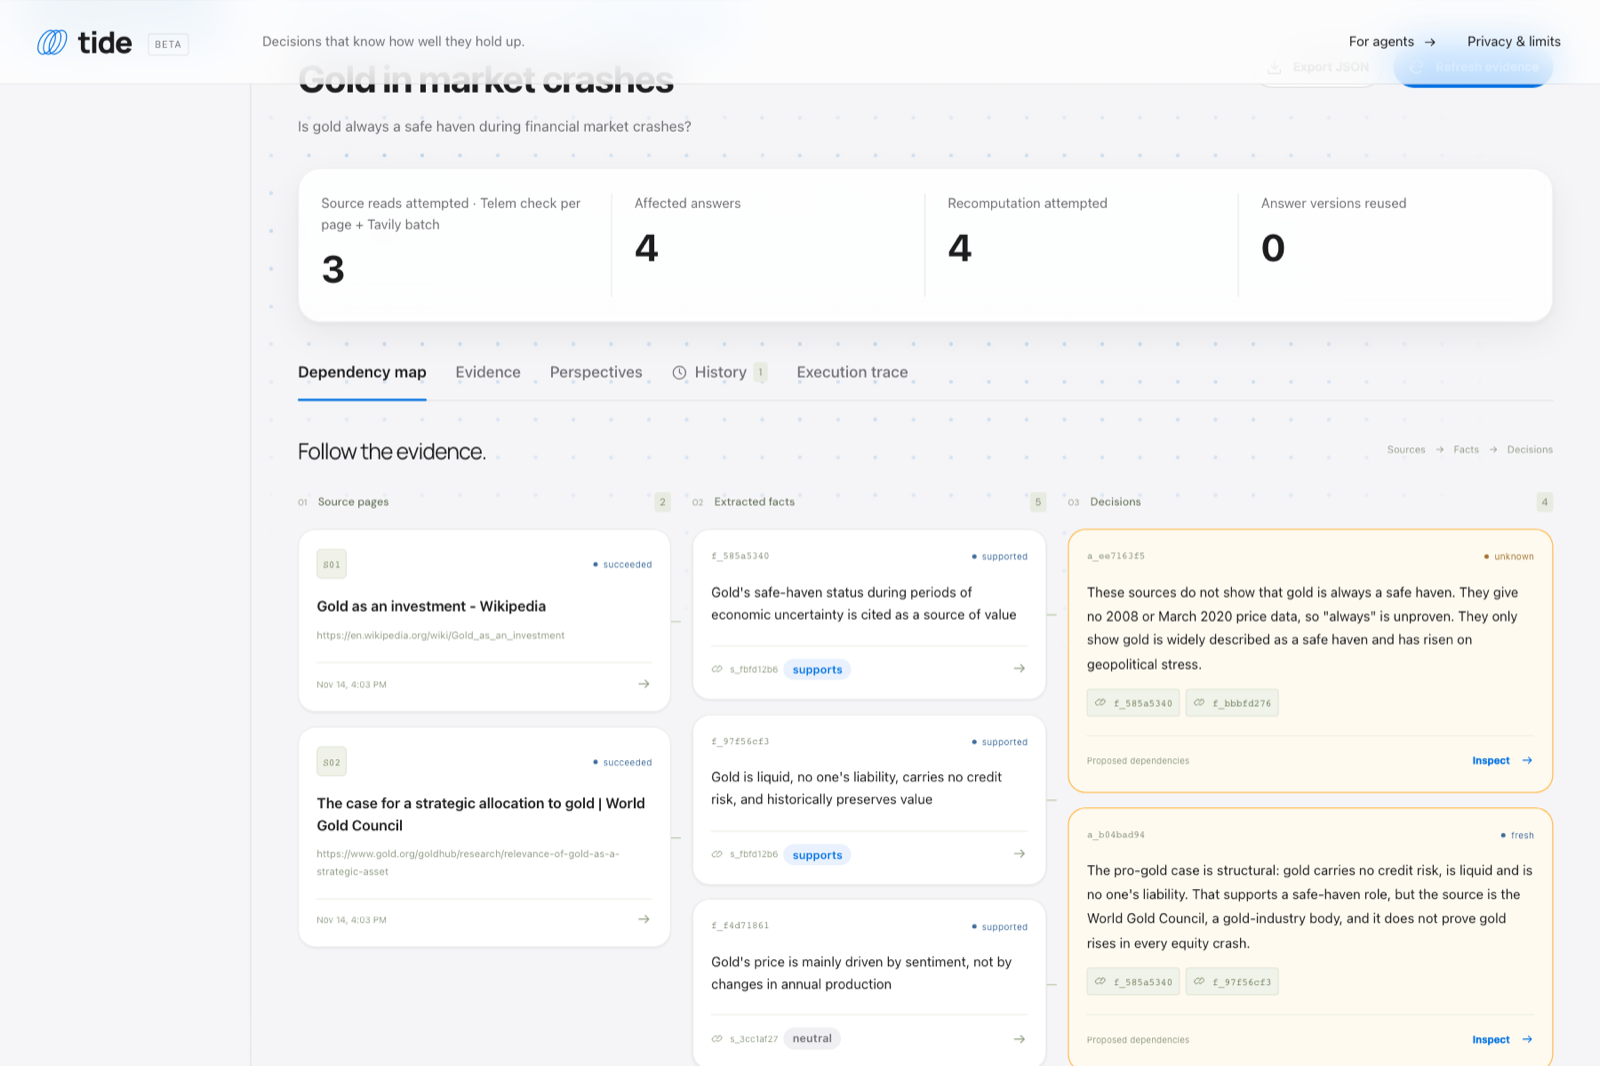 tide BETA
Decisions that know how well they hold up.
For agents →
Privacy & limits
Gold in market crashes
Export JSON
Refresh evidence
Is gold always a safe haven during financial market crashes?
Source reads attempted · Telem check per
page + Tavily batch
3
Affected answers
4
Recomputation attempted
4
Answer versions reused
0
Dependency map
Evidence
Perspectives
History 1
Execution trace
Follow the evidence.
Sources → Facts → Decisions
01 Source pages 2
S01
succeeded
Gold as an investment - Wikipedia
https://en.wikipedia.org/wiki/Gold_as_an_investment
Nov 14, 4:03 PM →
S02
succeeded
The case for a strategic allocation to gold | World
Gold Council
https://www.gold.org/goldhub/research/relevance-of-gold-as-a-
strategic-asset
Nov 14, 4:03 PM →
02 Extracted facts 5
f_585a5340
supported
Gold's safe-haven status during periods of
economic uncertainty is cited as a source of value
s_fbfd12b6 supports →
f_97f56cf3
supported
Gold is liquid, no one's liability, carries no credit
risk, and historically preserves value
s_fbfd12b6 supports →
f_f4d71861
supported
Gold's price is mainly driven by sentiment, not by
changes in annual production
s_3cc1af27 neutral →
03 Decisions 4
a_ee7163f5
unknown
These sources do not show that gold is always a safe haven. They give
no 2008 or March 2020 price data, so "always" is unproven. They only
show gold is widely described as a safe haven and has risen on
geopolitical stress.
f_585a5340
f_bbbfd276
Proposed dependencies
Inspect →
a_b04bad94
fresh
The pro-gold case is structural: gold carries no credit risk, is liquid and is
no one's liability. That supports a safe-haven role, but the source is the
World Gold Council, a gold-industry body, and it does not prove gold
rises in every equity crash.
f_585a5340
f_97f56cf3
Proposed dependencies
Inspect →